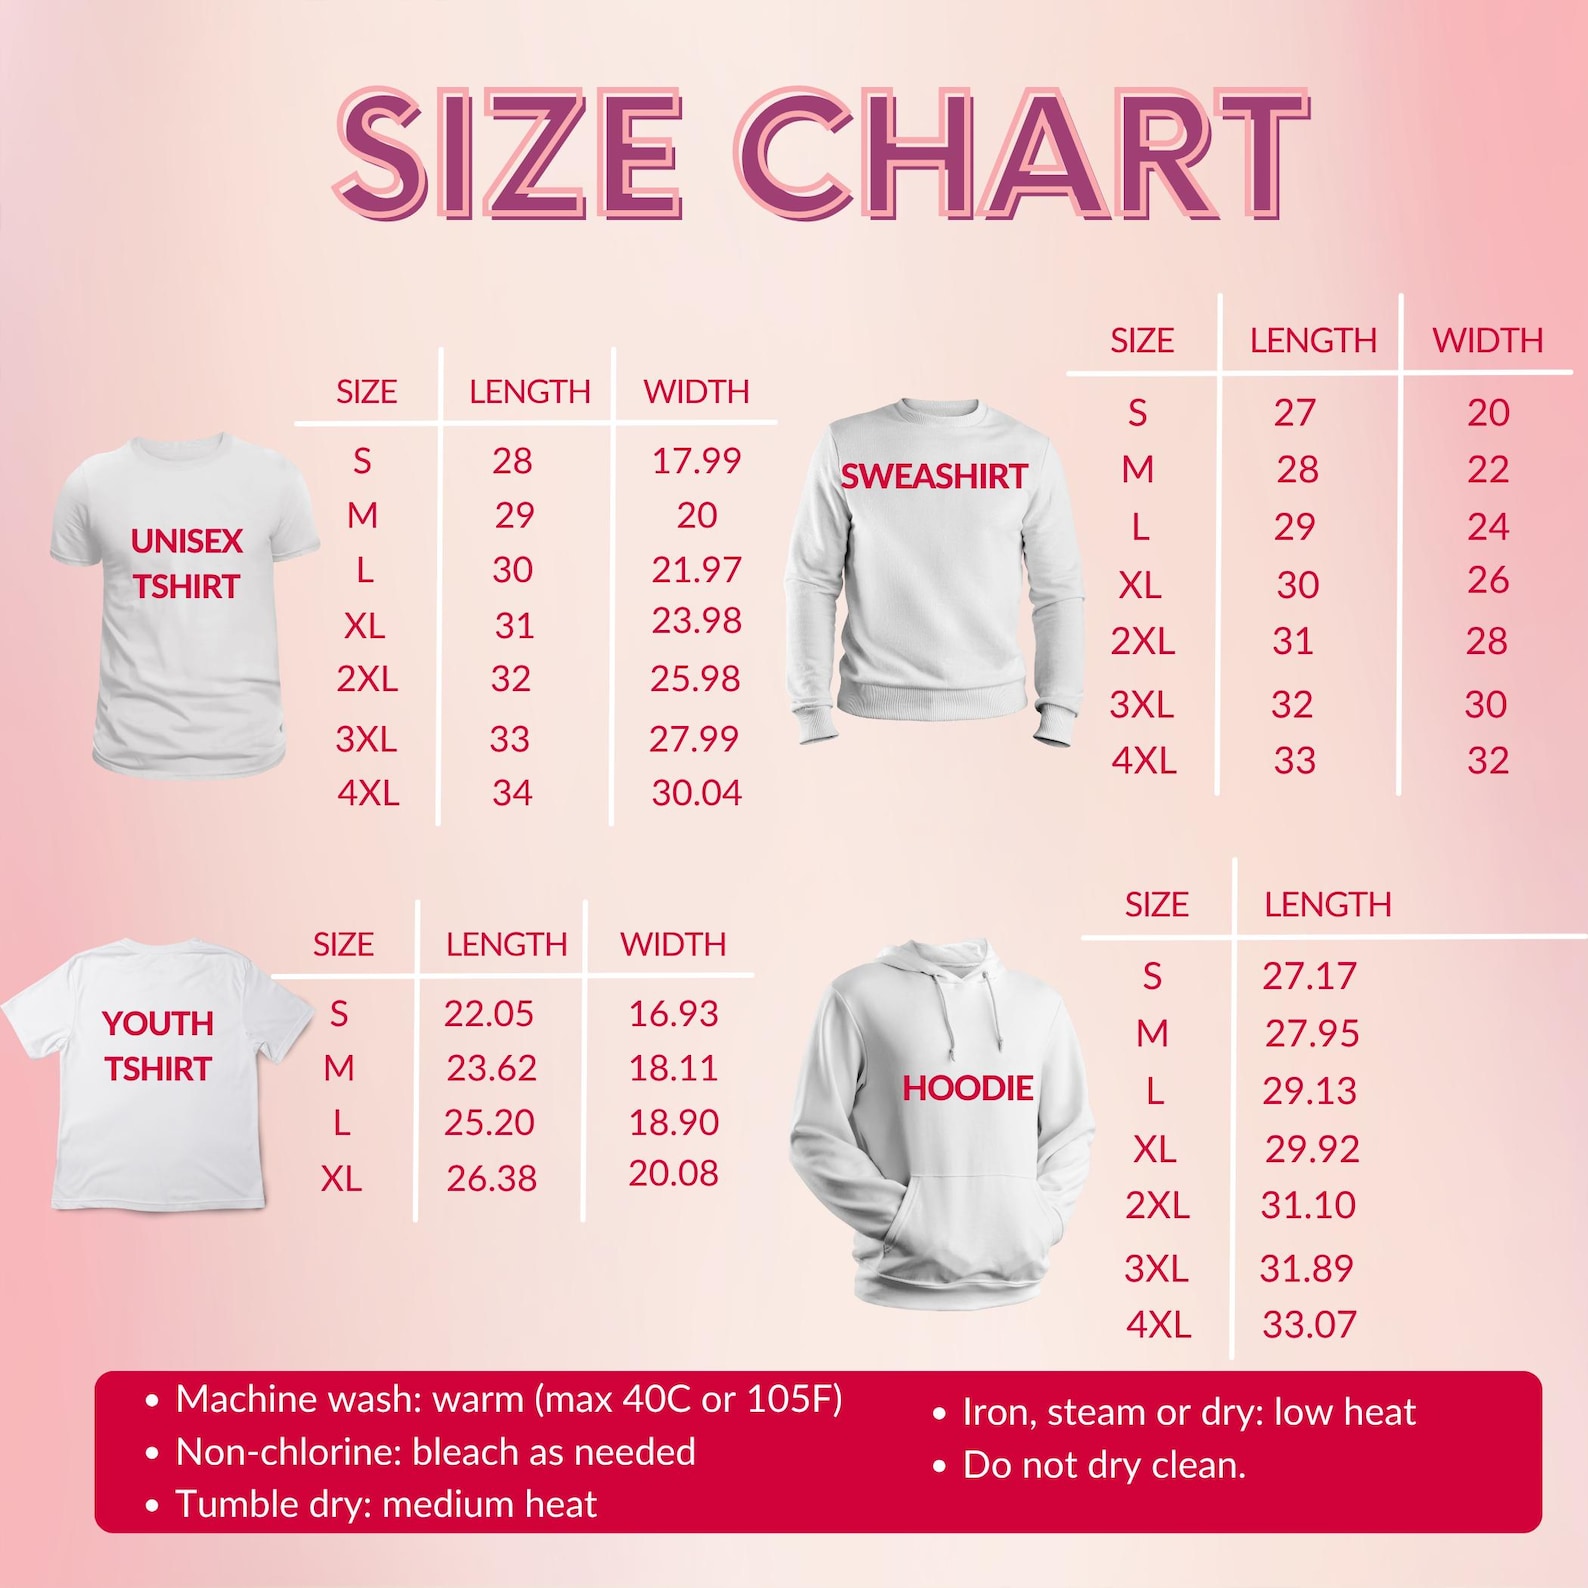 SIZE CHART
UNISEX
TSHIRT
SIZE LENGTH WIDTH
S 28 17.99
M 29 20
L 30 21.97
XL 31 23.98
2XL 32 25.98
3XL 33 27.99
4XL 34 30.04
SWEASHIRT
SIZE LENGTH WIDTH
S 27 20
M 28 22
L 29 24
XL 30 26
2XL 31 28
3XL 32 30
4XL 33 32
YOUTH
TSHIRT
SIZE LENGTH WIDTH
S 22.05 16.93
M 23.62 18.11
L 25.20 18.90
XL 26.38 20.08
HOODIE
SIZE LENGTH
S 27.17
M 27.95
L 29.13
XL 29.92
2XL 31.10
3XL 31.89
4XL 33.07
• Machine wash: warm (max 40C or 105F)
• Non-chlorine: bleach as needed
• Tumble dry: medium heat
• Iron, steam or dry: low heat
• Do not dry clean.